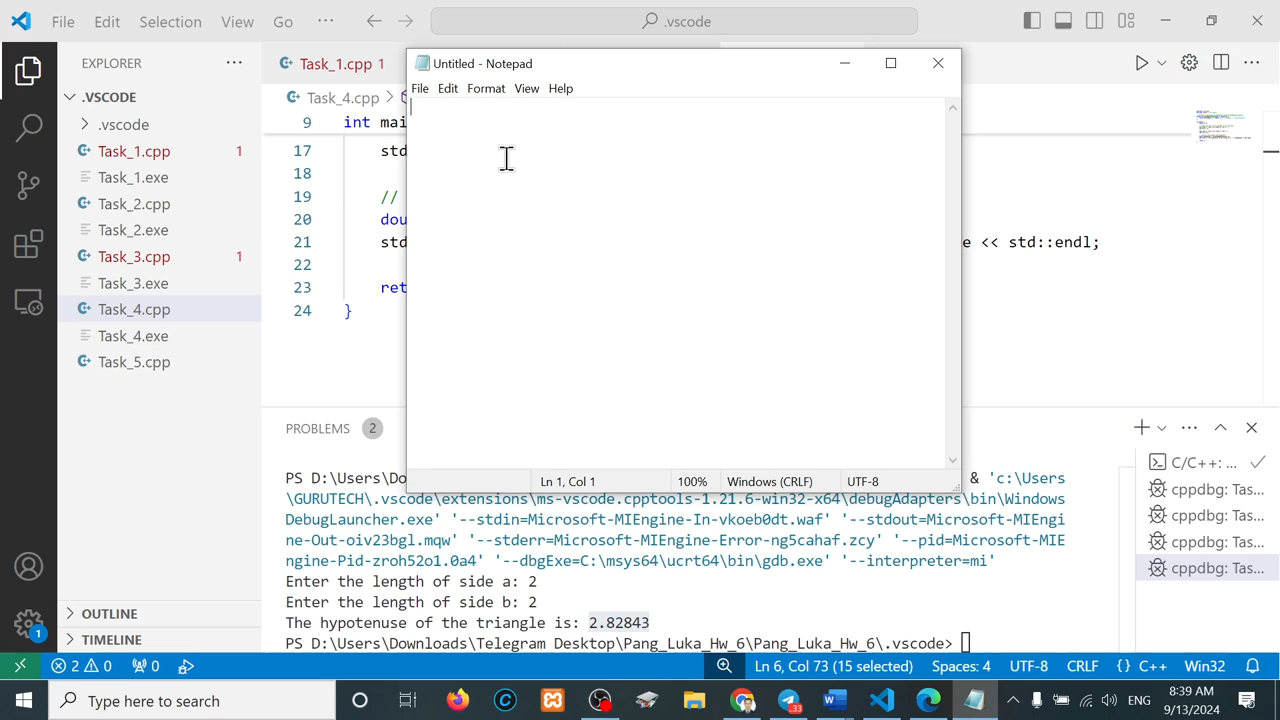 File Edit Selection View Go ··· .vscode
EXPLORER ···
.VSCODE
.vscode
Task_1.cpp 1
Task_1.exe
Task_2.cpp
Task_2.exe
Task_3.cpp 1
Task_3.exe
Task_4.cpp
Task_4.exe
Task_5.cpp
OUTLINE
TIMELINE
Task_1.cpp 1
Task_4.cpp >
9 int mai
17 std
18
19 //
20 dou
21 std e << std::endl;
22
23 ret
24 }
Untitled - Notepad
File Edit Format View Help
Ln 1, Col 1 100% Windows (CRLF) UTF-8
PROBLEMS 2
PS D:\Users\Do & 'c:\Users
\GURUTECH\.vscode\extensions\ms-vscode.cpptools-1.21.6-win32-x64\debugAdapters\bin\Windows
DebugLauncher.exe' '--stdin=Microsoft-MIEngine-In-vkoeb0dt.waf' '--stdout=Microsoft-MIEngi
ne-Out-oiv23bgl.mqw' '--stderr=Microsoft-MIEngine-Error-ng5cahaf.zcy' '--pid=Microsoft-MIE
ngine-Pid-zroh52o1.0a4' '--dbgExe=C:\msys64\ucrt64\bin\gdb.exe' '--interpreter=mi'
Enter the length of side a: 2
Enter the length of side b: 2
The hypotenuse of the triangle is: 2.82843
PS D:\Users\Downloads\Telegram Desktop\Pang_Luka_Hw_6\Pang_Luka_Hw_6\.vscode>
C/C++: ...
cppdbg: Tas...
cppdbg: Tas...
cppdbg: Tas...
cppdbg: Tas...
1
2 0 0 Ln 6, Col 73 (15 selected) Spaces: 4 UTF-8 CRLF {} C++ Win32
Type here to search
33
ENG
8:39 AM
9/13/2024